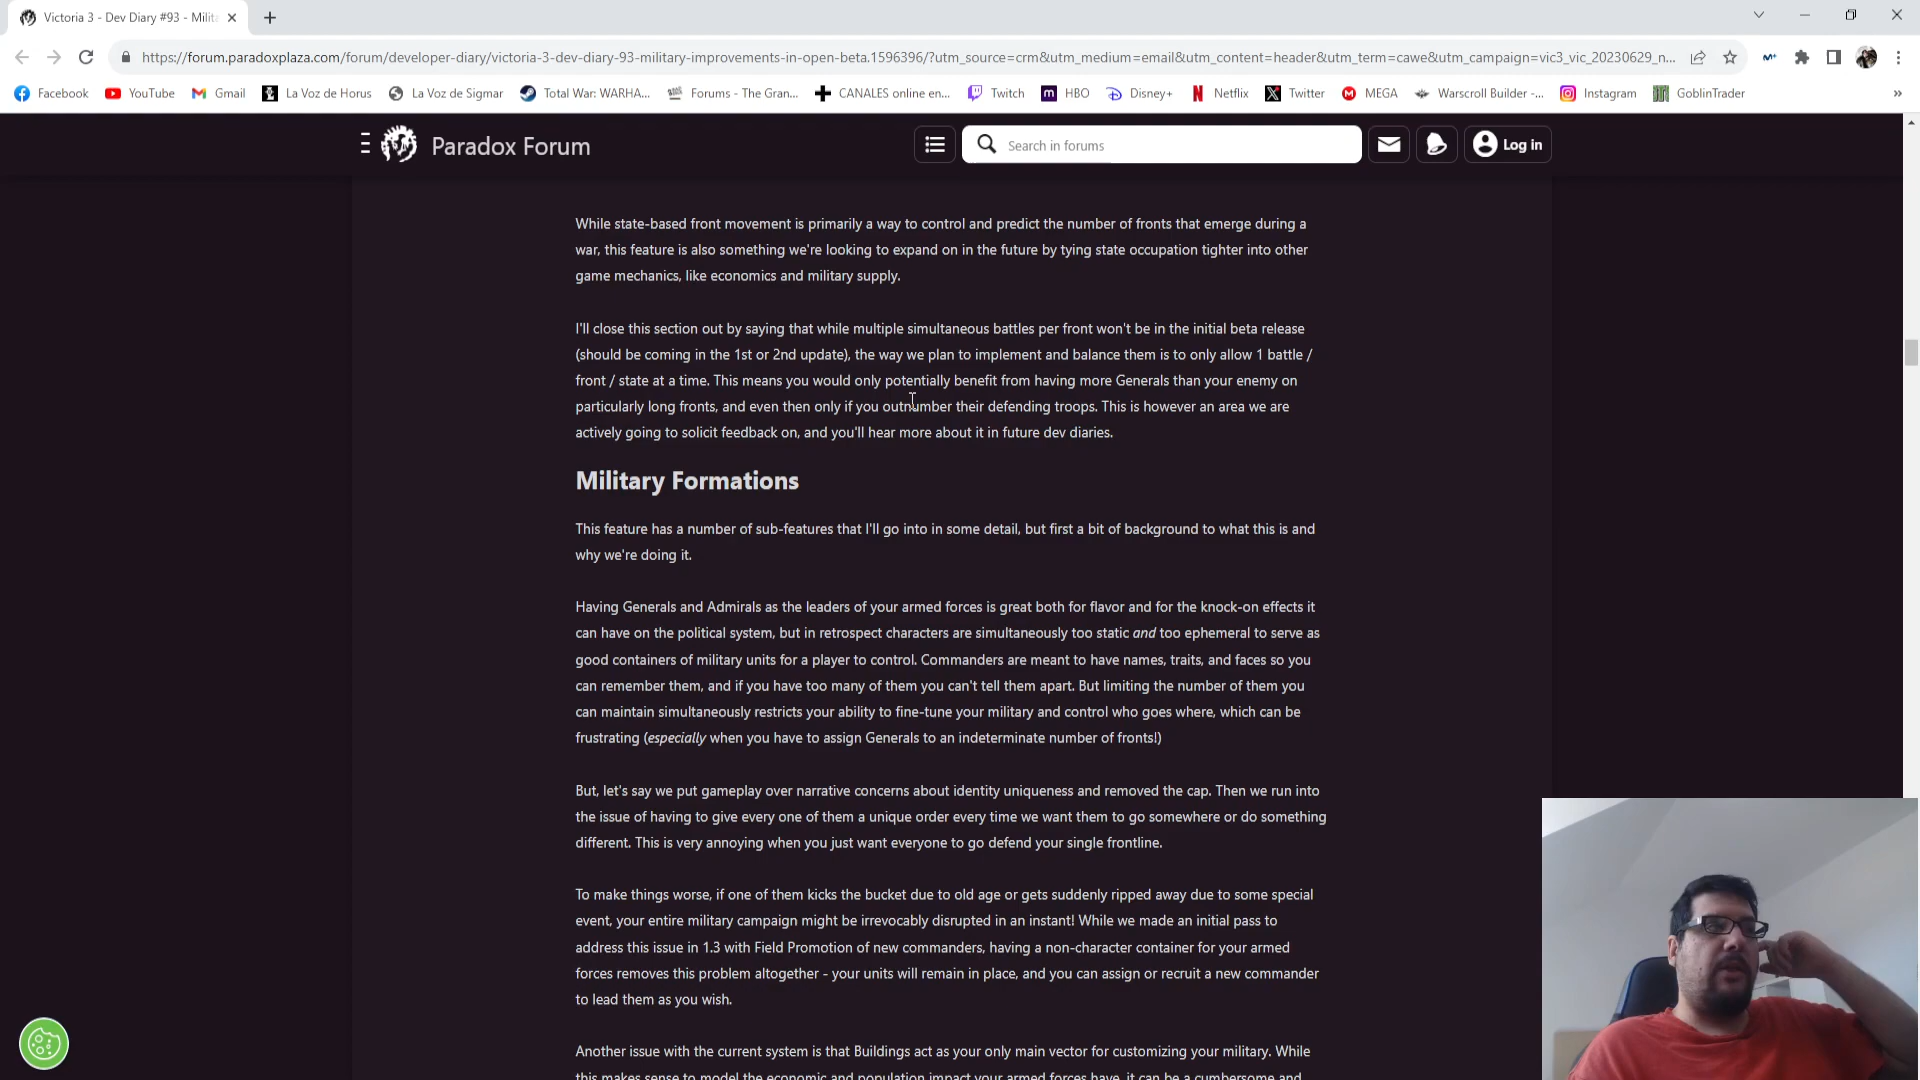 Victoria 3 - Dev Diary #93 - Milita
https://forum.paradoxplaza.com/forum/developer-diary/victoria-3-dev-diary-93-military-improvements-in-open-beta.1596396/?utm_source=crm&utm_medium=email&utm_content=header&utm_term=cawe&utm_campaign=vic3_vic_20230629_n...
Facebook YouTube Gmail La Voz de Horus La Voz de Sigmar Total War: WARHA... Forums - The Gran... CANALES online en... Twitch HBO Disney+ Netflix Twitter MEGA Warscroll Builder -... Instagram GoblinTrader »
Paradox Forum Search in forums Log in
While state-based front movement is primarily a way to control and predict the number of fronts that emerge during a
war, this feature is also something we're looking to expand on in the future by tying state occupation tighter into other
game mechanics, like economics and military supply.
I'll close this section out by saying that while multiple simultaneous battles per front won't be in the initial beta release
(should be coming in the 1st or 2nd update), the way we plan to implement and balance them is to only allow 1 battle /
front / state at a time. This means you would only potentially benefit from having more Generals than your enemy on
particularly long fronts, and even then only if you outnumber their defending troops. This is however an area we are
actively going to solicit feedback on, and you'll hear more about it in future dev diaries.
Military Formations
This feature has a number of sub-features that I'll go into in some detail, but first a bit of background to what this is and
why we're doing it.
Having Generals and Admirals as the leaders of your armed forces is great both for flavor and for the knock-on effects it
can have on the political system, but in retrospect characters are simultaneously too static and too ephemeral to serve as
good containers of military units for a player to control. Commanders are meant to have names, traits, and faces so you
can remember them, and if you have too many of them you can't tell them apart. But limiting the number of them you
can maintain simultaneously restricts your ability to fine-tune your military and control who goes where, which can be
frustrating (especially when you have to assign Generals to an indeterminate number of fronts!)
But, let's say we put gameplay over narrative concerns about identity uniqueness and removed the cap. Then we run into
the issue of having to give every one of them a unique order every time we want them to go somewhere or do something
different. This is very annoying when you just want everyone to go defend your single frontline.
To make things worse, if one of them kicks the bucket due to old age or gets suddenly ripped away due to some special
event, your entire military campaign might be irrevocably disrupted in an instant! While we made an initial pass to
address this issue in 1.3 with Field Promotion of new commanders, having a non-character container for your armed
forces removes this problem altogether - your units will remain in place, and you can assign or recruit a new commander
to lead them as you wish.
Another issue with the current system is that Buildings act as your only main vector for customizing your military. While
this makes sense to model the economic and population impact your armed forces have, it can be a cumbersome and